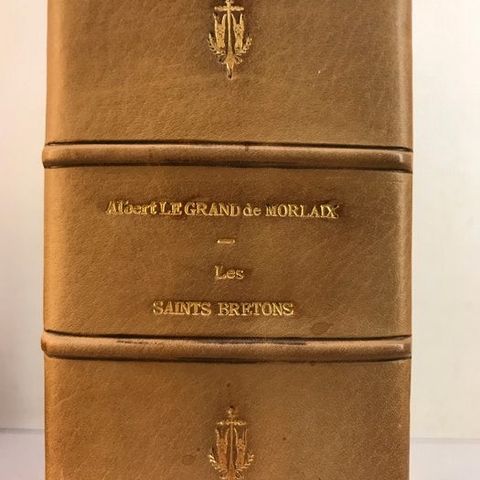 Albert LE GRAND de MORLAIX
—
Les
SAINTS BRETONS